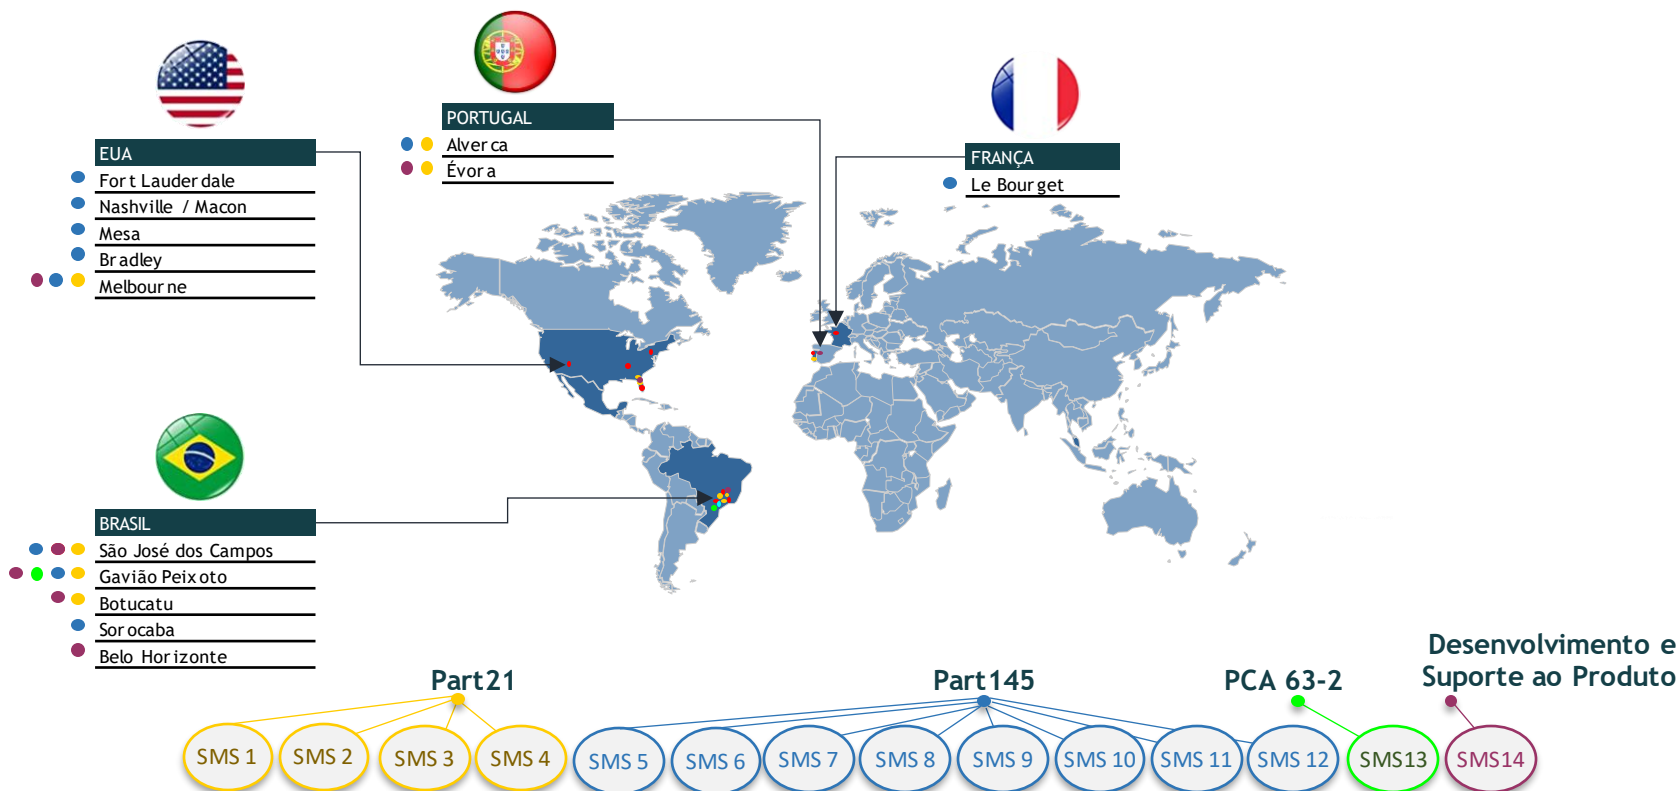 PORTUGAL
Alverca
Évora
EUA
Fort Lauderdale
Nashville / Macon
Mesa
Bradley
Melbourne
FRANÇA
Le Bourget
BRASIL
São José dos Campos
Gavião Peixoto
Botucatu
Sorocaba
Belo Horizonte
Part21
Part145
PCA 63-2
Desenvolvimento e
Suporte ao Produto
SMS 1
SMS 2
SMS 3
SMS 4
SMS 5
SMS 6
SMS 7
SMS 8
SMS 9
SMS 10
SMS 11
SMS 12
SMS13
SMS14